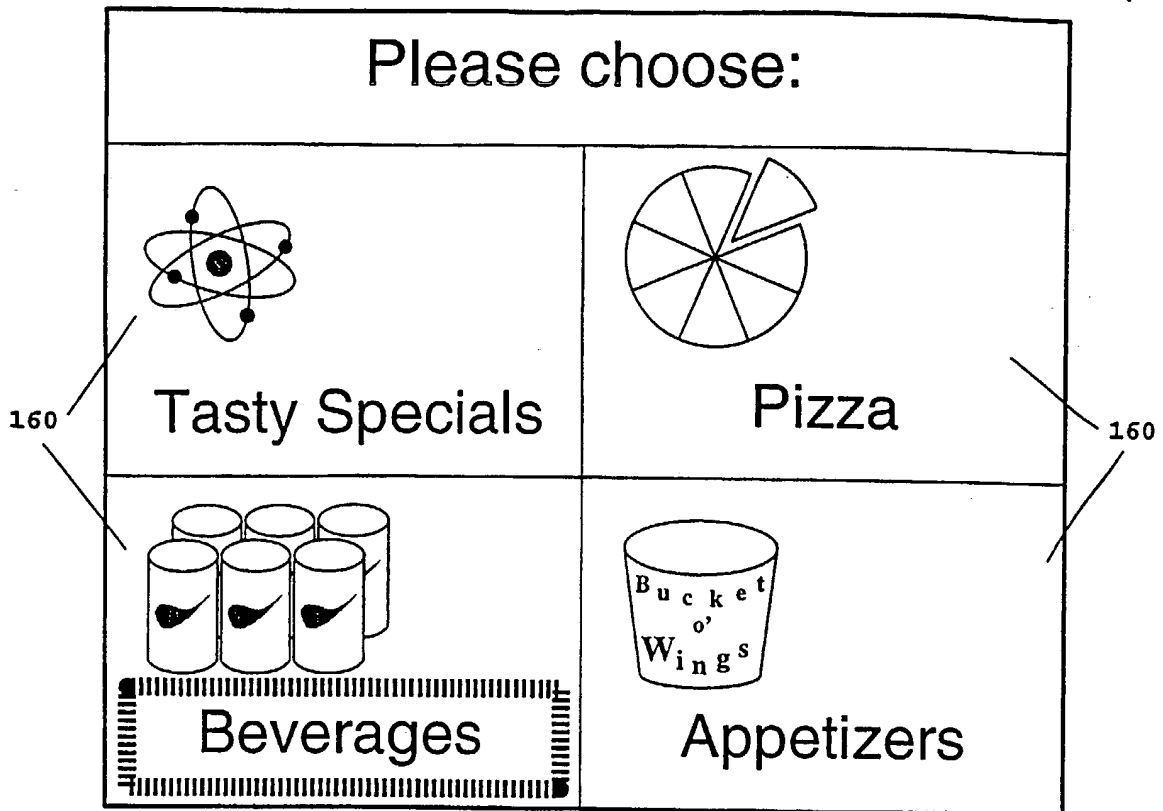 Please choose:
Tasty Specials
Pizza
160
160
Bucket
o'
Wings
Beverages
Appetizers